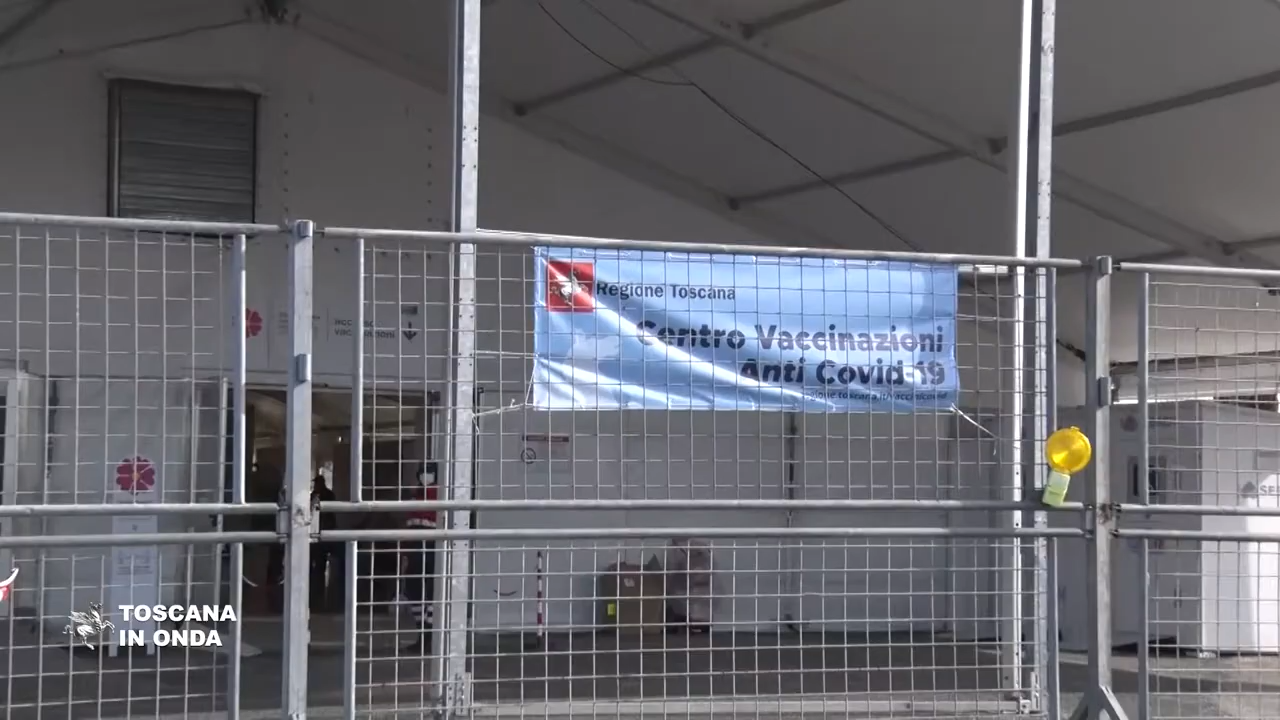 Regione Toscana
Centro Vaccinazioni
Anti Covid-19
TOSCANA
IN ONDA